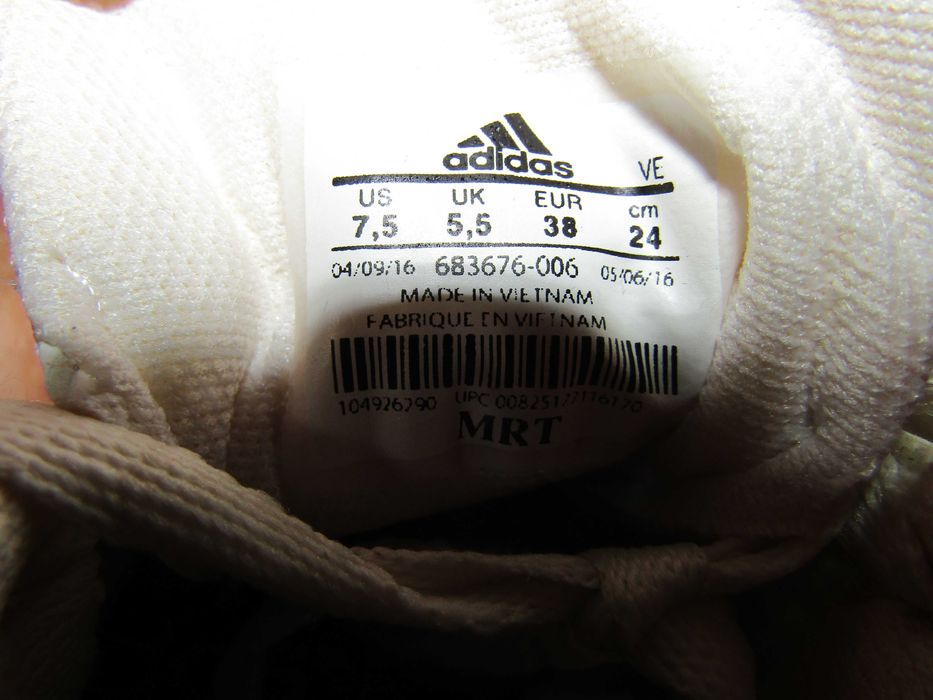 adidas
VE
US UK EUR cm
7,5 5,5 38 24
04/09/16 683676-006 05/06/16
MADE IN VIETNAM
FABRIQUE EN VIETNAM
104926290 UPC
MRT